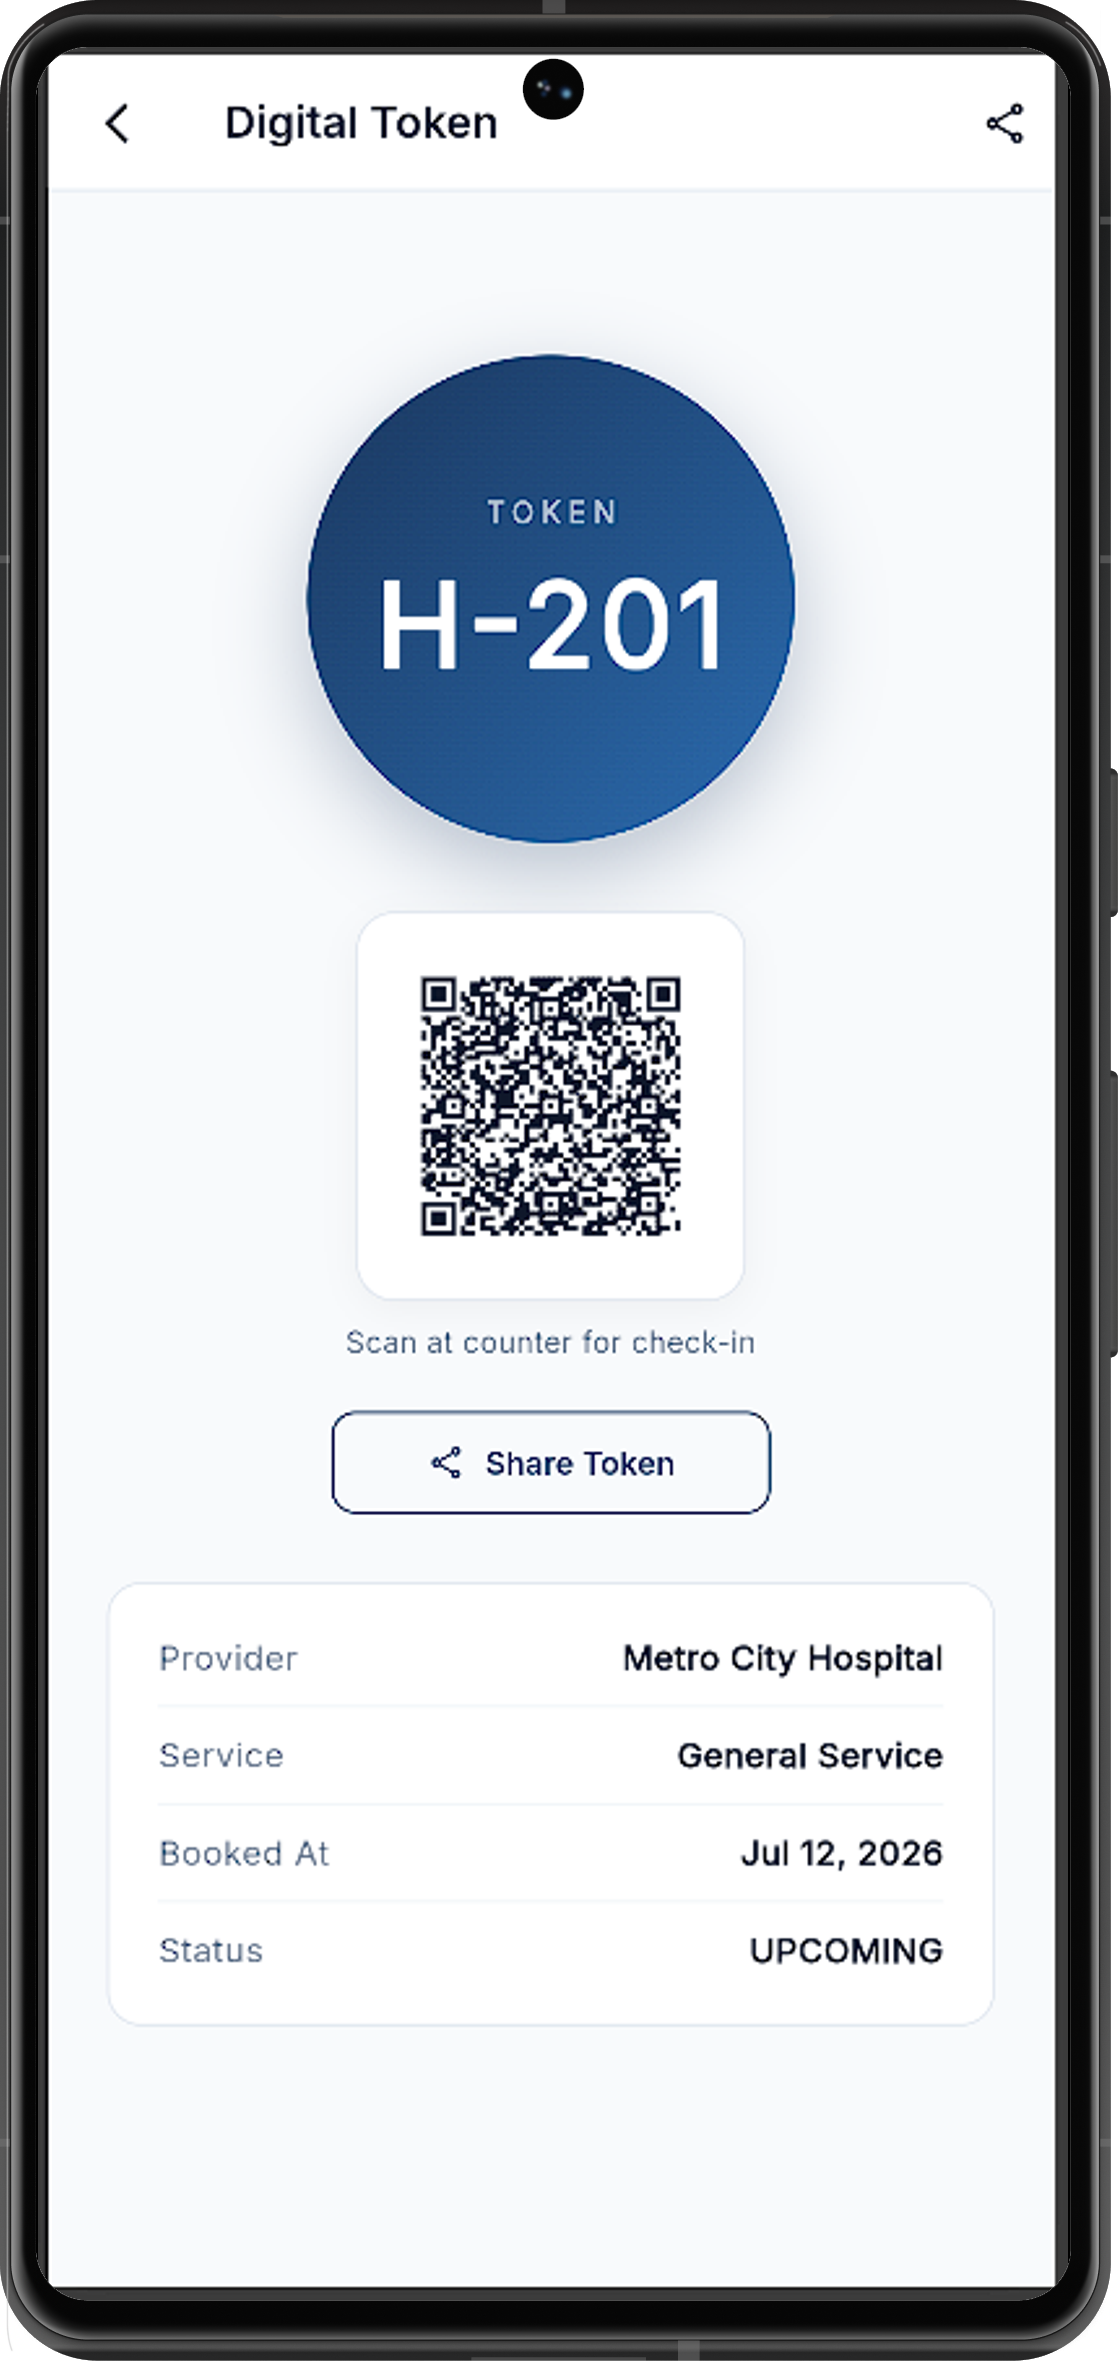 Digital Token
TOKEN
H-201
Scan at counter for check-in
Share Token
Provider Metro City Hospital
Service General Service
Booked At Jul 12, 2026
Status UPCOMING